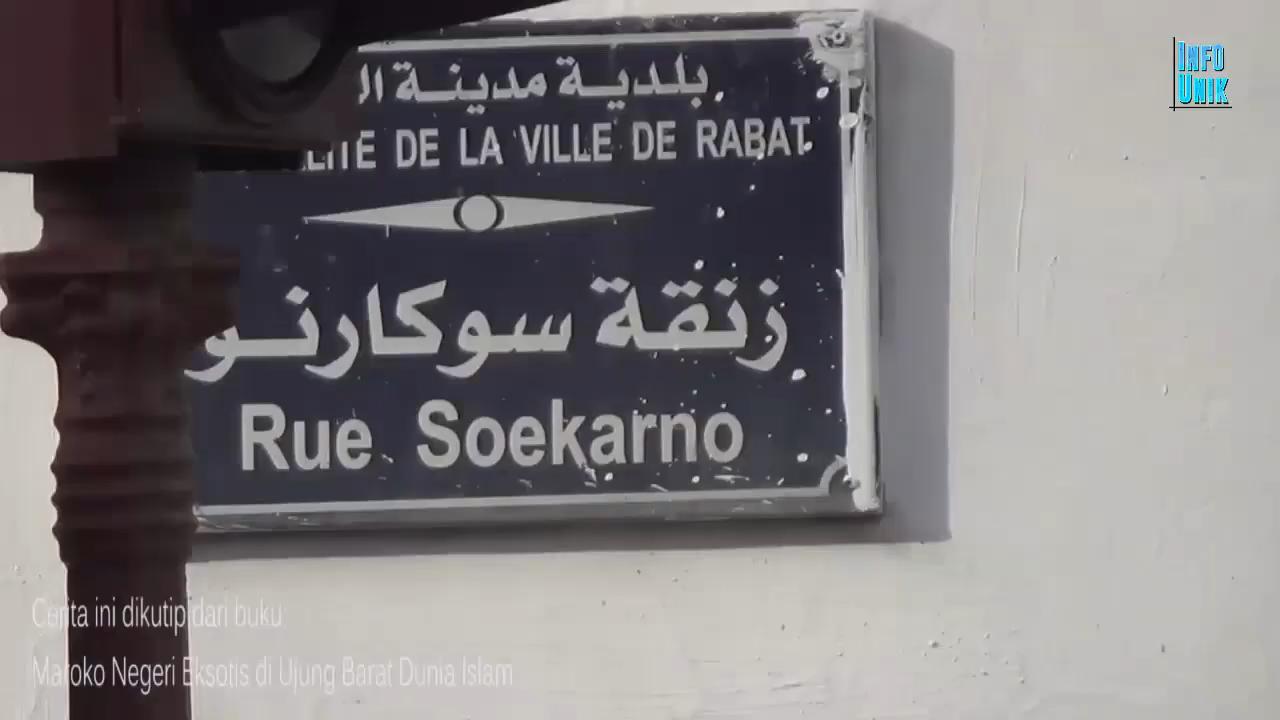 بلدية مدينة
DE LA VILLE DE RABAT
زنقة سوكارنو
Rue Soekarno
INFO
UNIK
Cerita ini dikutip dari buku
Maroko Negeri Eksotis di Ujung Barat Dunia Islam